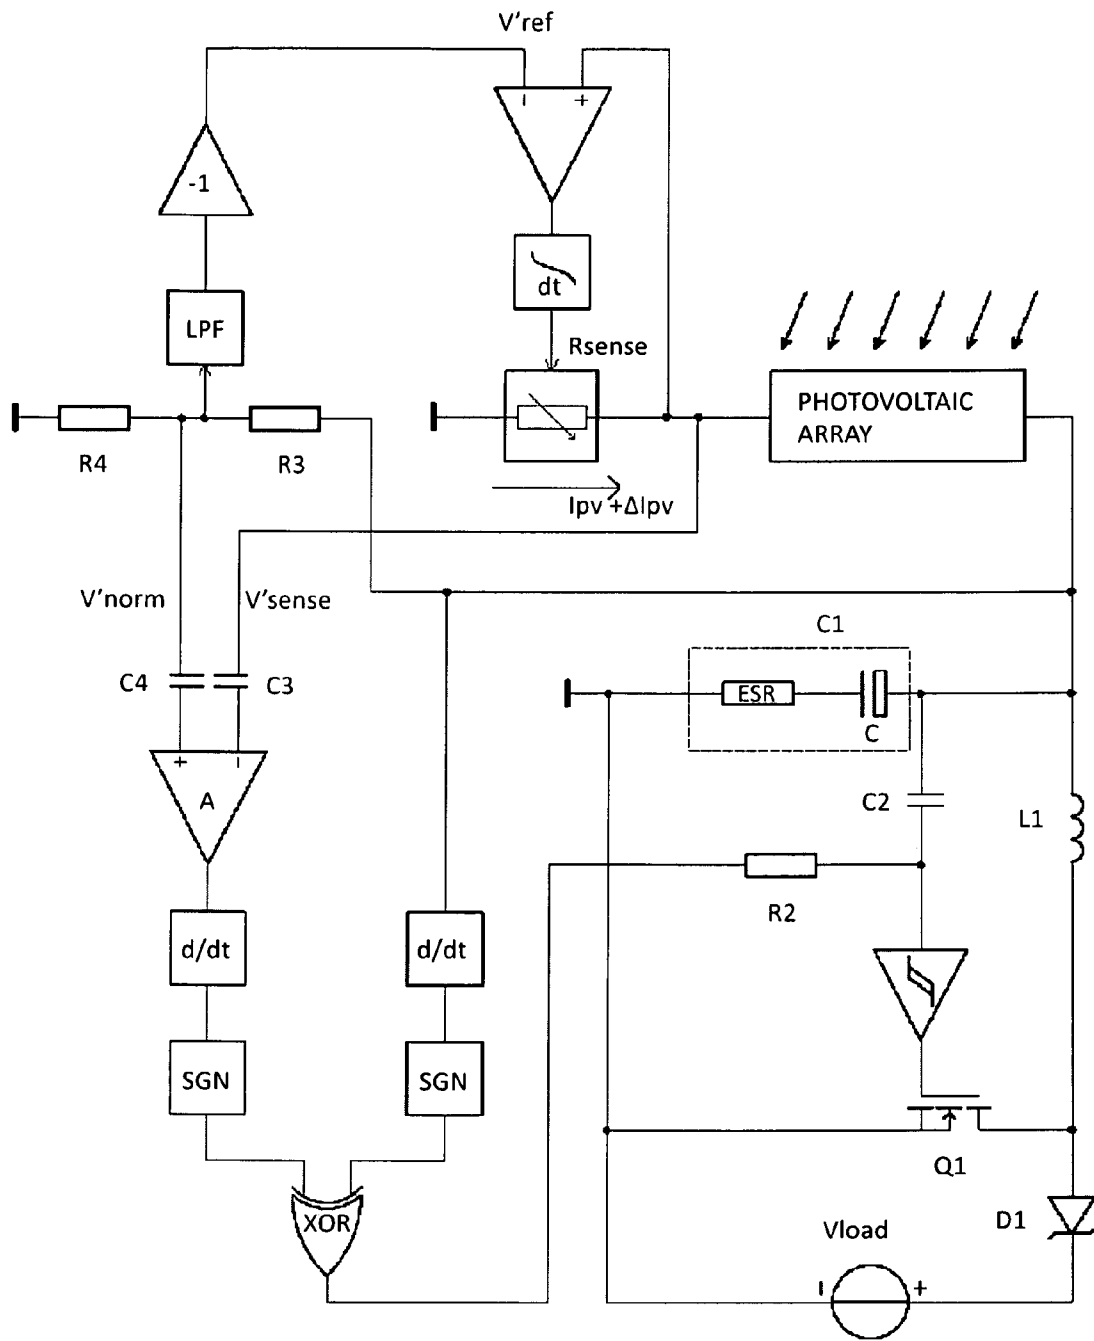 V'ref
- +
-1
LPF
dt
Rsense
PHOTOVOLTAIC
ARRAY
R4
R3
Ipv +ΔIpv
V'norm
V'sense
C1
C4
C3
ESR
C
C2
L1
+ -
A
R2
d/dt
d/dt
SGN
SGN
Q1
XOR
D1
Vload
- +